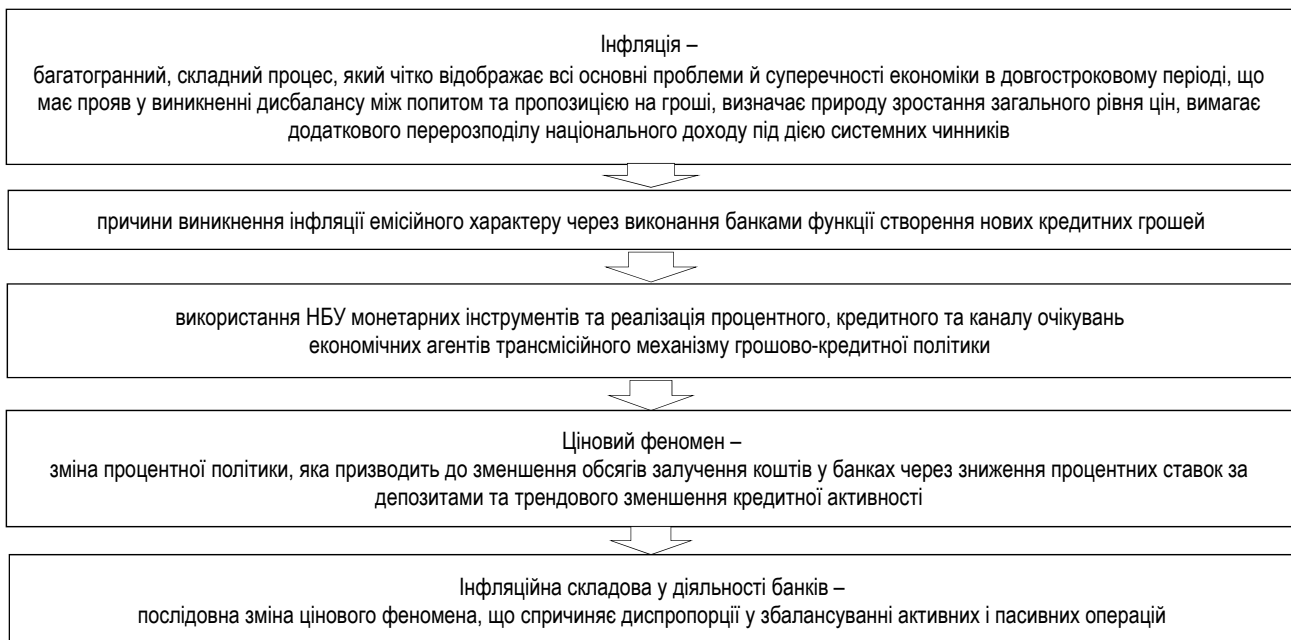 Інфляція –
багатогранний, складний процес, який чітко відображає всі основні проблеми й суперечності економіки в довгостроковому періоді, що
має прояв у виникненні дисбалансу між попитом та пропозицією на гроші, визначає природу зростання загального рівня цін, вимагає
додаткового перерозподілу національного доходу під дією системних чинників
причини виникнення інфляції емісійного характеру через виконання банками функції створення нових кредитних грошей
використання НБУ монетарних інструментів та реалізація процентного, кредитного та каналу очікувань
економічних агентів трансмісійного механізму грошово-кредитної політики
Ціновий феномен –
зміна процентної політики, яка призводить до зменшення обсягів залучення коштів у банках через зниження процентних ставок за
депозитами та трендового зменшення кредитної активності
Інфляційна складова у діяльності банків –
послідовна зміна цінового феномена, що спричиняє диспропорції у збалансуванні активних і пасивних операцій